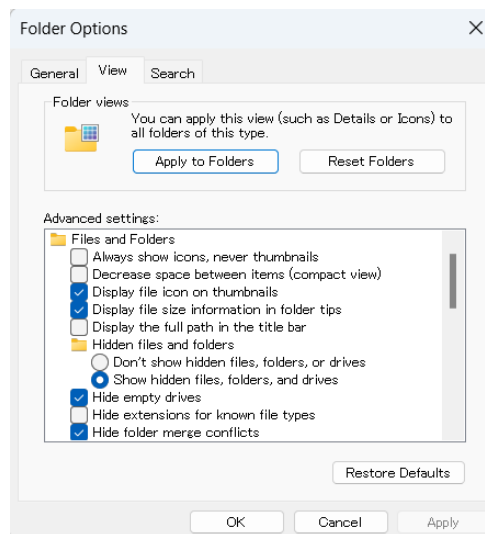 Folder Options
General View Search
Folder views
You can apply this view (such as Details or Icons) to
all folders of this type.
Apply to Folders Reset Folders
Advanced settings:
Files and Folders
Always show icons, never thumbnails
Decrease space between items (compact view)
Display file icon on thumbnails
Display file size information in folder tips
Display the full path in the title bar
Hidden files and folders
Don't show hidden files, folders, or drives
Show hidden files, folders, and drives
Hide empty drives
Hide extensions for known file types
Hide folder merge conflicts
Restore Defaults
OK Cancel Apply